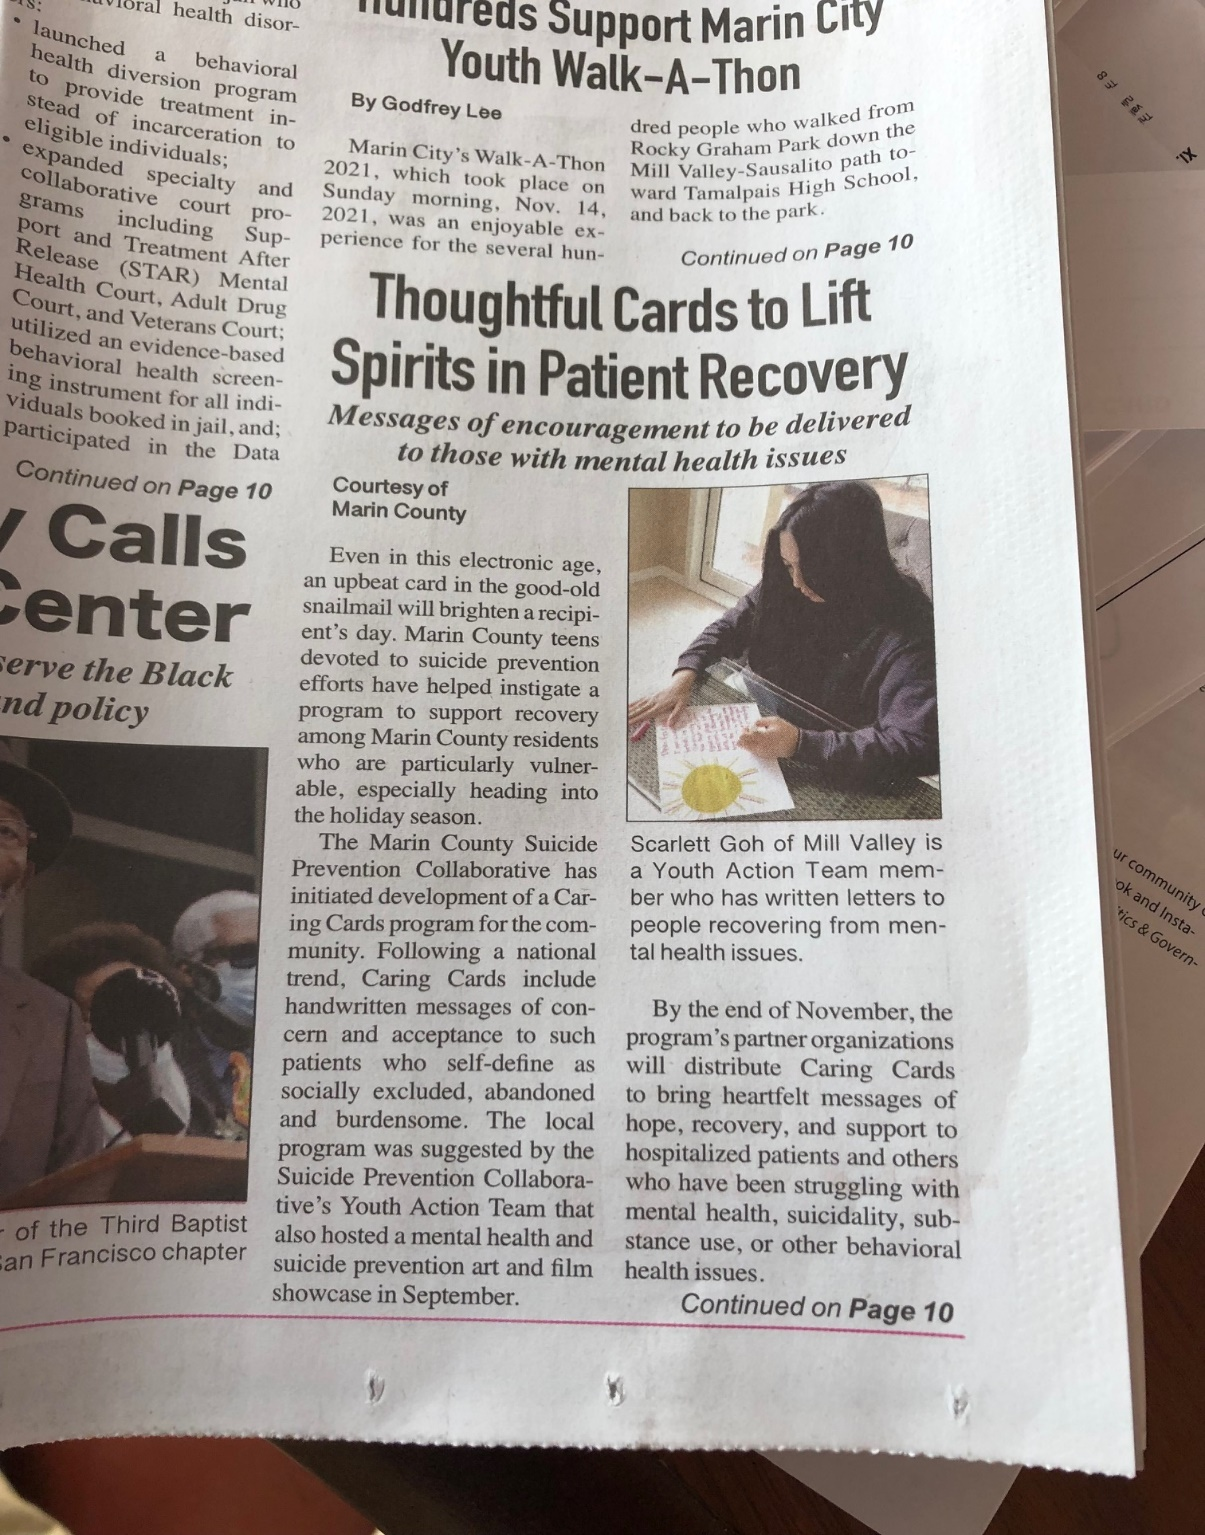 launched a behavioral
health diversion program
to provide treatment in-
stead of incarceration to
eligible individuals;
expanded specialty and
collaborative court pro-
grams including Sup-
port and Treatment After
Release (STAR) Mental
Health Court, Adult Drug
Court, and Veterans Court;
utilized an evidence-based
behavioral health screen-
ing instrument for all indi-
viduals booked in jail, and;
participated in the Data
Continued on Page 10
Calls
Center
serve the Black
nd policy
of the Third Baptist
San Francisco chapter
Hundreds Support Marin City
Youth Walk-A-Thon
By Godfrey Lee
Marin City's Walk-A-Thon
2021, which took place on
Sunday morning, Nov. 14,
2021, was an enjoyable ex-
perience for the several hun-
dred people who walked from
Rocky Graham Park down the
Mill Valley-Sausalito path to-
ward Tamalpais High School,
and back to the park.
Continued on Page 10
Thoughtful Cards to Lift
Spirits in Patient Recovery
Messages of encouragement to be delivered
to those with mental health issues
Courtesy of
Marin County
Even in this electronic age,
an upbeat card in the good-old
snailmail will brighten a recipi-
ent's day. Marin County teens
devoted to suicide prevention
efforts have helped instigate a
program to support recovery
among Marin County residents
who are particularly vulner-
able, especially heading into
the holiday season.
The Marin County Suicide
Prevention Collaborative has
initiated development of a Car-
ing Cards program for the com-
munity. Following a national
trend, Caring Cards include
handwritten messages of con-
cern and acceptance to such
patients who self-define as
socially excluded, abandoned
and burdensome. The local
program was suggested by the
Suicide Prevention Collabora-
tive's Youth Action Team that
also hosted a mental health and
suicide prevention art and film
showcase in September.
Scarlett Goh of Mill Valley is
a Youth Action Team mem-
ber who has written letters to
people recovering from men-
tal health issues.
By the end of November, the
program's partner organizations
will distribute Caring Cards
to bring heartfelt messages of
hope, recovery, and support to
hospitalized patients and others
who have been struggling with
mental health, suicidality, sub-
stance use, or other behavioral
health issues.
Continued on Page 10
ur community
ok and Insta-
tics & Govern-